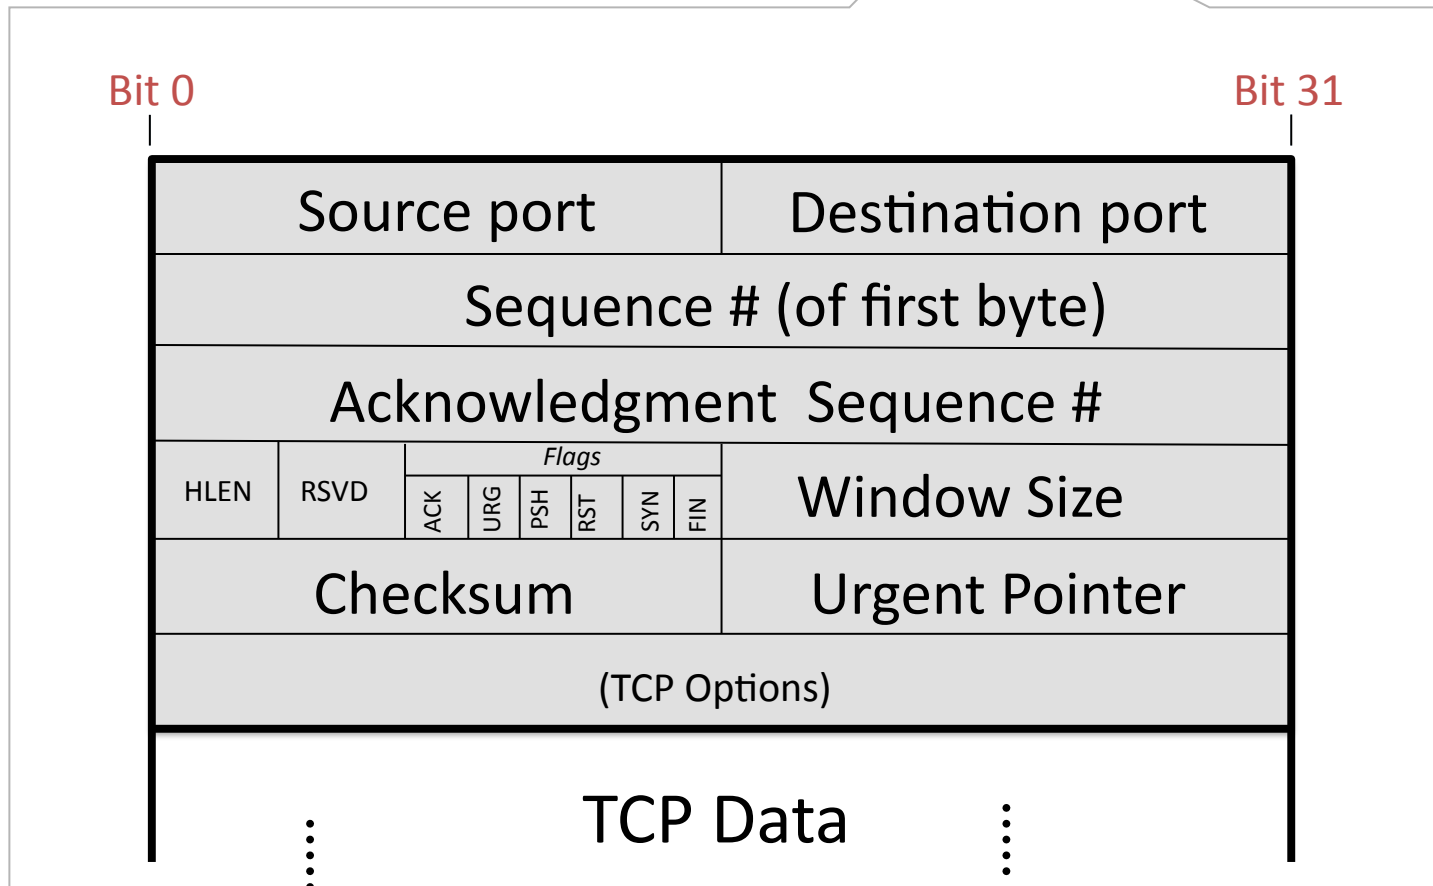 Bit 0 Bit 31
Source port Destination port
Sequence # (of first byte)
Acknowledgment Sequence #
Flags
HLEN RSVD ACK URG PSH RST SYN FIN Window Size
Checksum Urgent Pointer
(TCP Options)
TCP Data